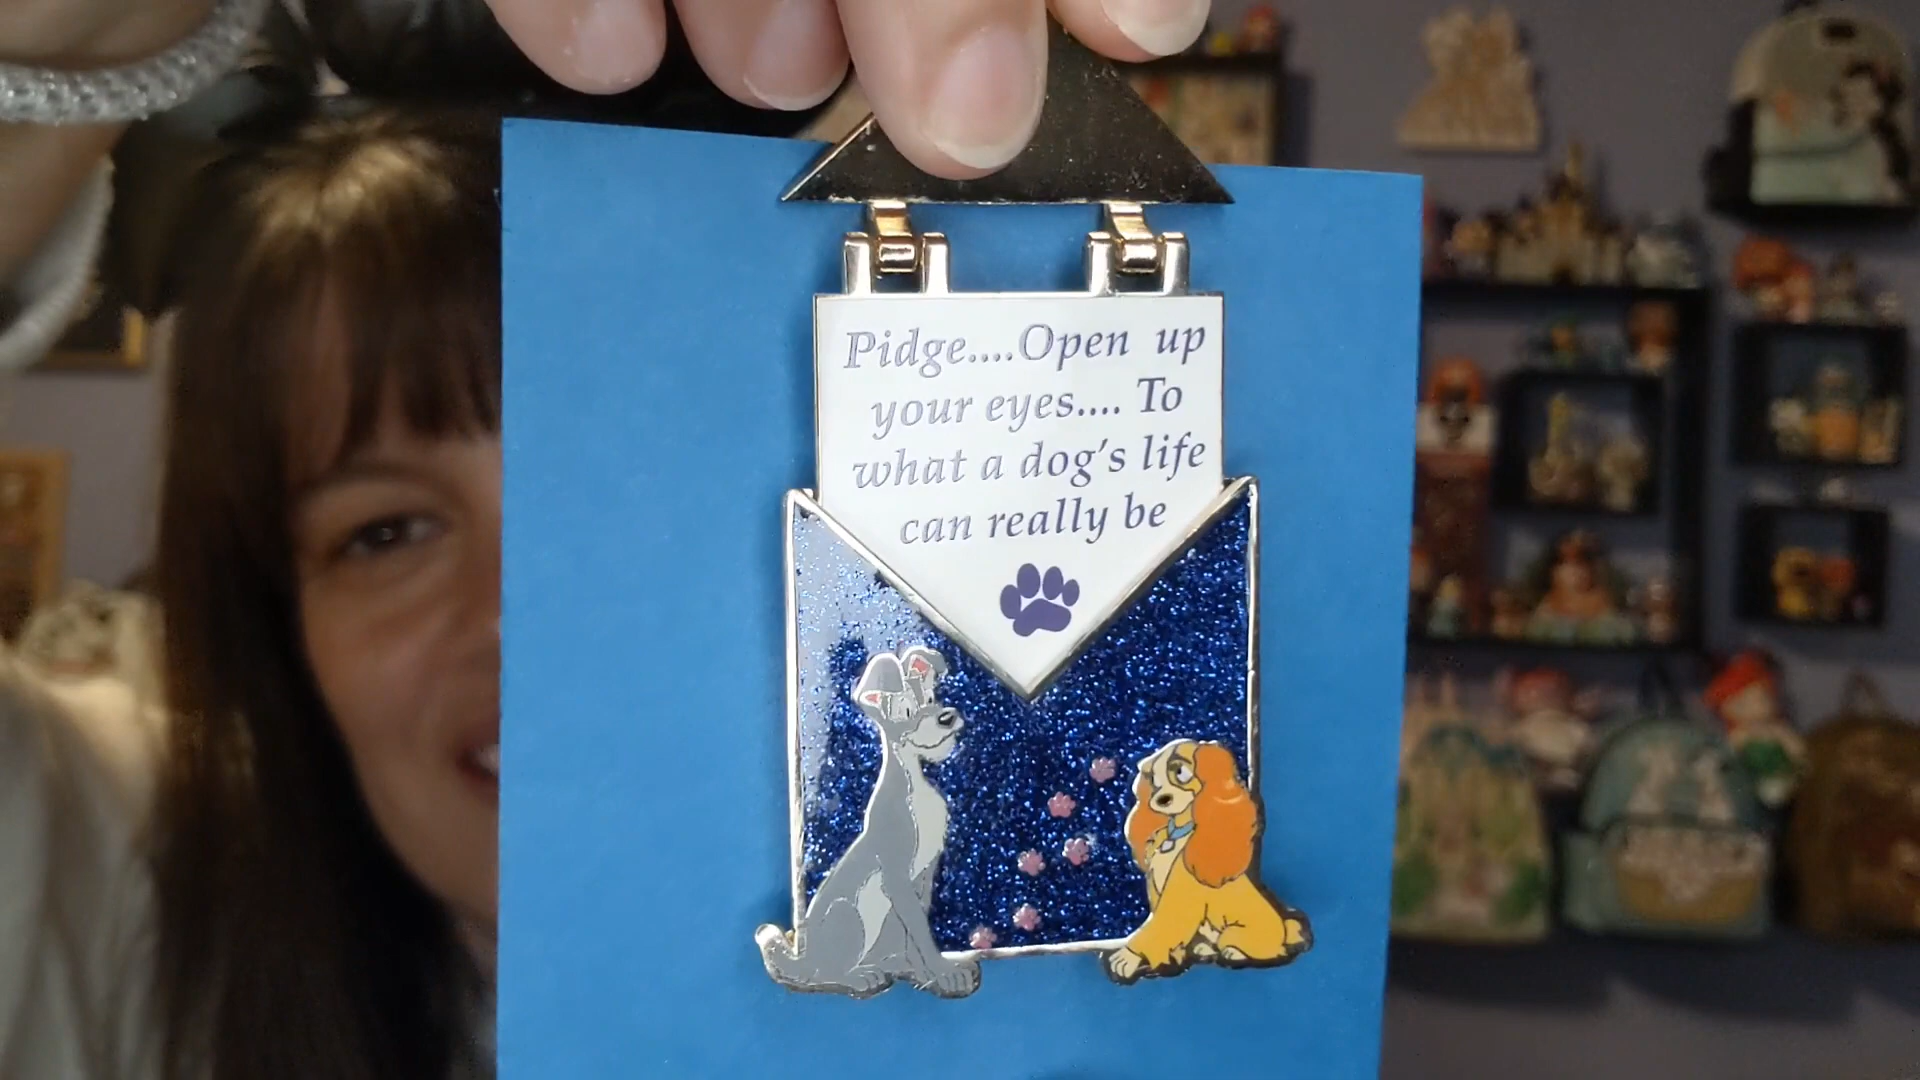 Pidge....Open up
your eyes.... To
what a dog's life
can really be